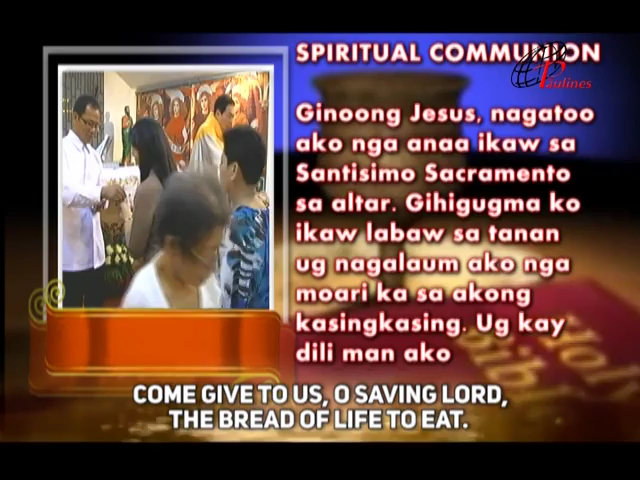 SPIRITUAL COMMUNION
Paulines
Ginoong Jesus, nagatoo
ako nga anaa ikaw sa
Santisimo Sacramento
sa altar. Gihigugma ko
ikaw labaw sa tanan
ug nagalaum ako nga
moari ka sa akong
kasingkasing. Ug kay
dili man ako
Holy
Bible
COME GIVE TO US, O SAVING LORD,
THE BREAD OF LIFE TO EAT.